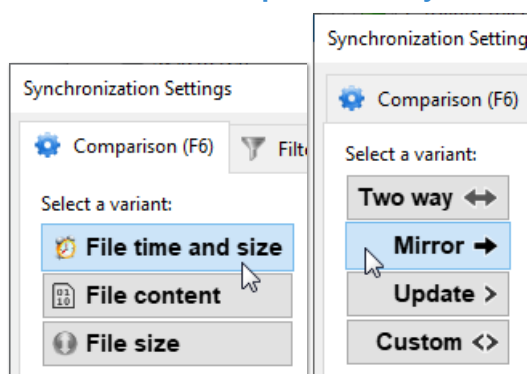 Synchronization Settings
Comparison (F6)
Select a variant:
File time and size
File content
File size
Synchronization Setting
Comparison (F6)
Select a variant:
Two way
Mirror
Update >
Custom <>